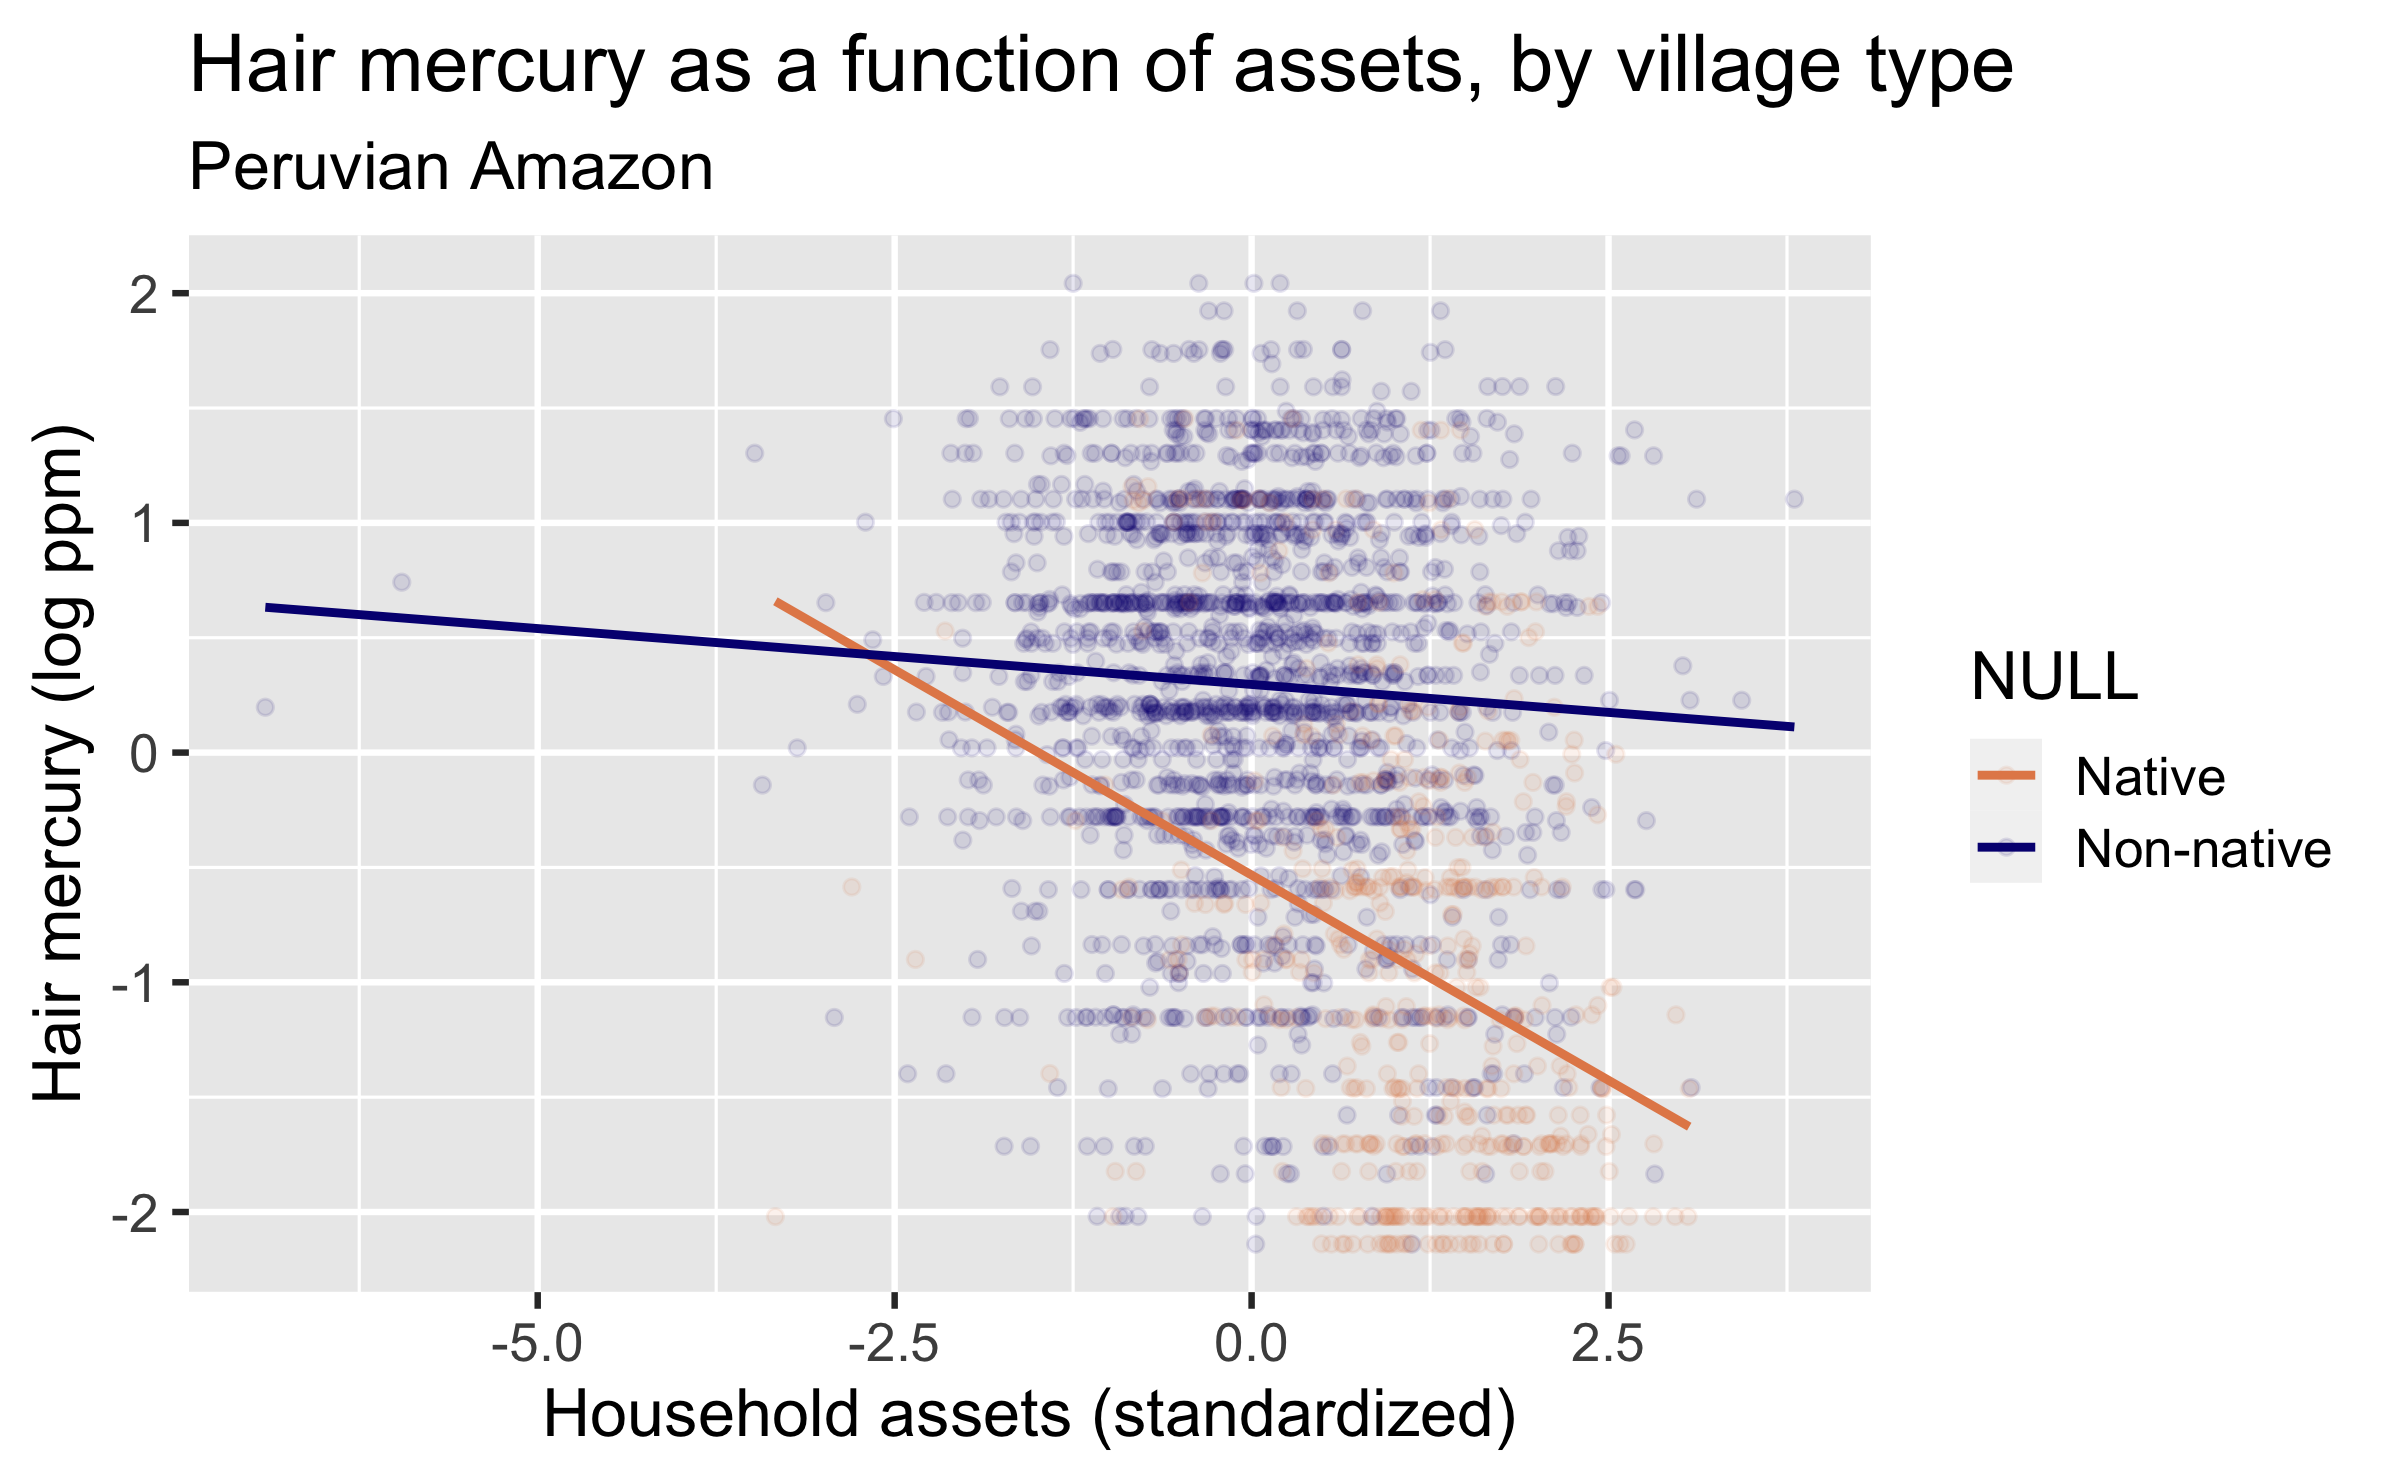 Hair mercury as a function of assets, by village type
Peruvian Amazon
Hair mercury (log ppm)
2
1
0
-1
-2
-5.0
-2.5
0.0
2.5
Household assets (standardized)
NULL
Native
Non-native